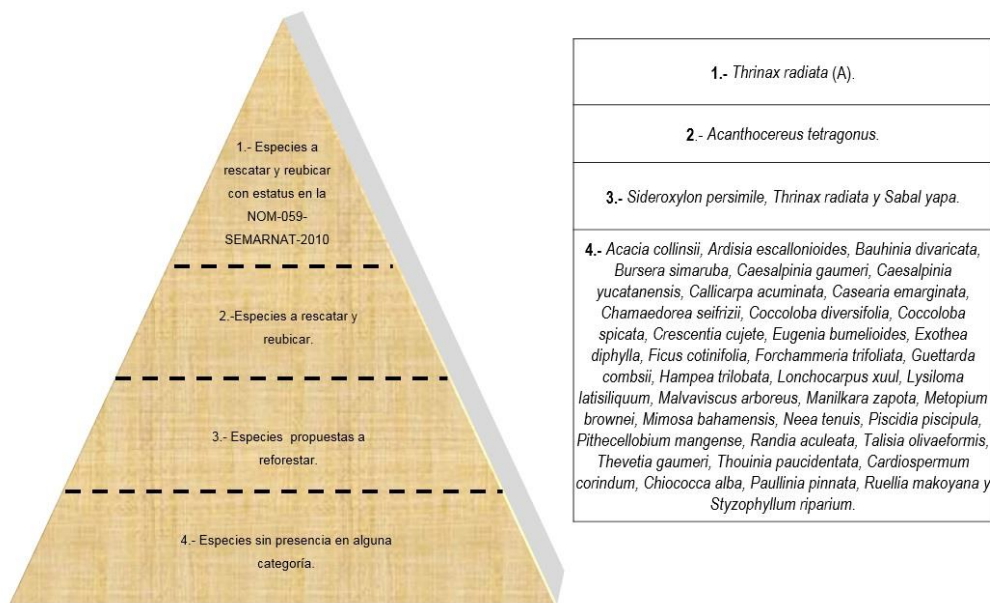 1.- Especies a
rescatar y reubicar
con estatus en la
NOM-059-
SEMARNAT-2010
2.-Especies a rescatar y
reubicar.
3.- Especies propuestas a
reforestar.
4.- Especies sin presencia en alguna
categoría.
1.- Thrinax radiata (A).
2.- Acanthocereus tetragonus.
3.- Sideroxylon persimile, Thrinax radiata y Sabal yapa.
4.- Acacia collinsii, Ardisia escallonioides, Bauhinia divaricata,
Bursera simaruba, Caesalpinia gaumeri, Caesalpinia
yucatanensis, Callicarpa acuminata, Casearia emarginata,
Chamaedorea seifrizii, Coccoloba diversifolia, Coccoloba
spicata, Crescentia cujete, Eugenia bumelioides, Exothea
diphylla, Ficus cotinifolia, Forchammeria trifoliata, Guettarda
combsii, Hampea trilobata, Lonchocarpus xuul, Lysiloma
latisiliquum, Malvaviscus arboreus, Manilkara zapota, Metopium
brownei, Mimosa bahamensis, Neea tenuis, Piscidia piscipula,
Pithecellobium mangense, Randia aculeata, Talisia olivaeformis,
Thevetia gaumeri, Thouinia paucidentata, Cardiospermum
corindum, Chiococca alba, Paullinia pinnata, Ruellia makoyana y
Styzophyllum riparium.